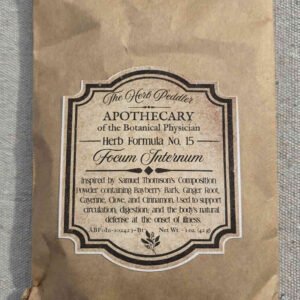 The Herb Peddler
APOTHECARY
of the Botanical Physician
Herb Formula No. 15
Focum Internum
Inspired by Samuel Thomson's Composition
Powder containing Bayberry Bark, Ginger Root,
Cayenne, Clove, and Cinnamon. Used to support
circulation, digestion, and the body's natural
defense at the onset of illness.
Net Wt. ~1oz. (42 g)